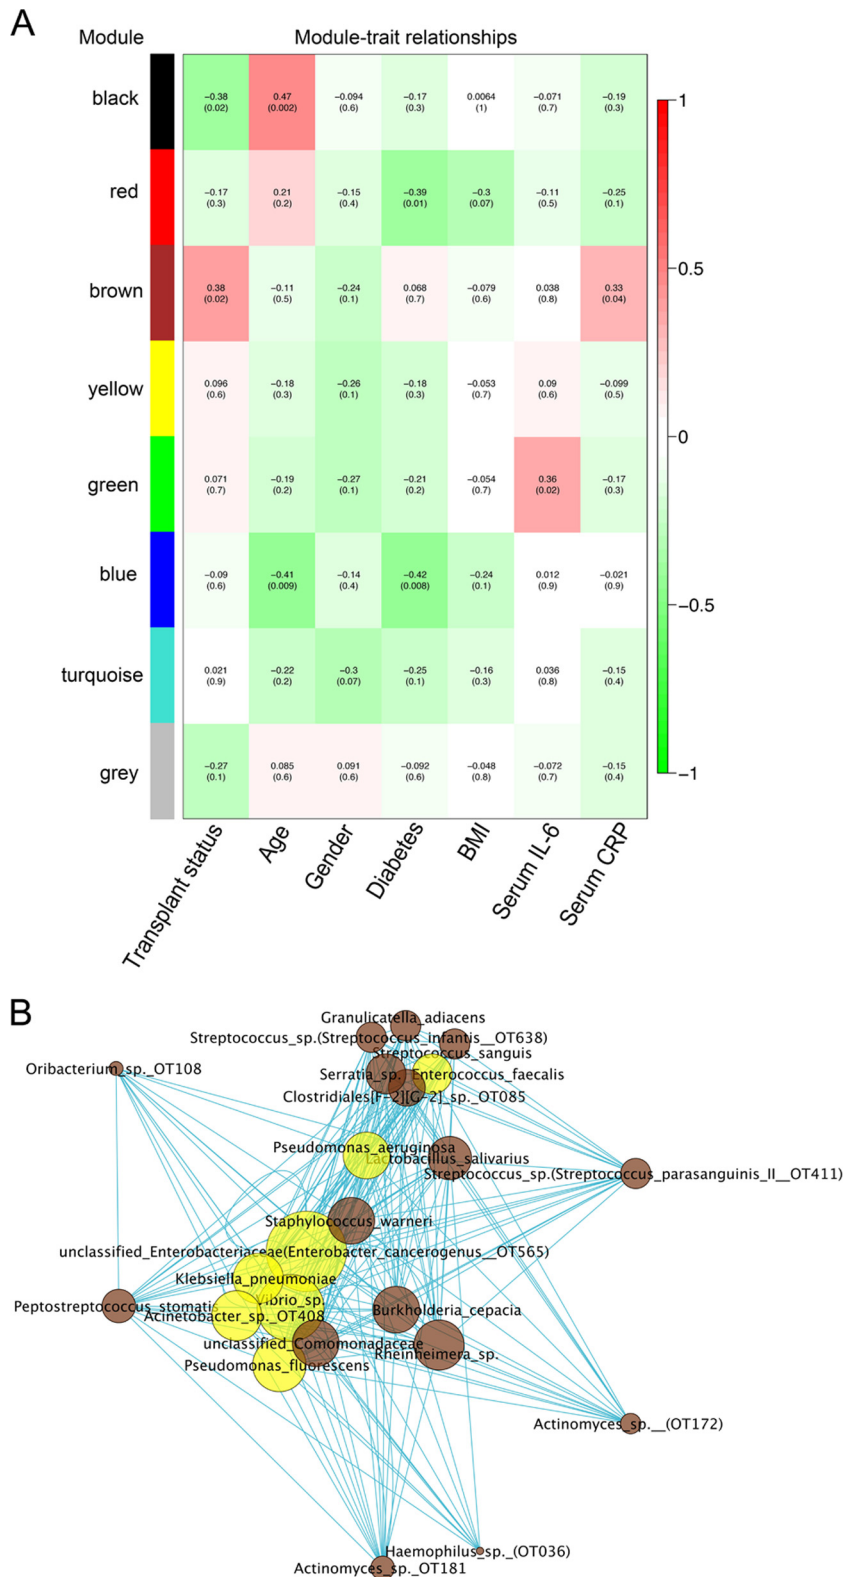 A
Module
Module-trait relationships
black
−0.38 0.47 −0.094 −0.17 0.0064 −0.071 −0.19
(0.02) (0.002) (0.6) (0.3) (1) (0.7) (0.3)
1
red
−0.17 0.21 −0.15 −0.39 −0.3 −0.11 −0.25
(0.3) (0.2) (0.4) (0.01) (0.07) (0.5) (0.1)
0.5
brown
0.38 −0.11 −0.24 0.068 −0.079 0.038 0.33
(0.02) (0.5) (0.1) (0.7) (0.6) (0.8) (0.04)
yellow
0.096 −0.18 −0.26 −0.18 −0.053 0.09 −0.099
(0.6) (0.3) (0.1) (0.3) (0.7) (0.6) (0.5)
0
green
0.071 −0.19 −0.27 −0.21 −0.054 0.36 −0.17
(0.7) (0.2) (0.1) (0.2) (0.7) (0.02) (0.3)
blue
−0.09 −0.41 −0.14 −0.42 −0.24 0.012 −0.021
(0.6) (0.009) (0.4) (0.008) (0.1) (0.9) (0.9)
−0.5
turquoise
0.021 −0.22 −0.3 −0.25 −0.16 0.036 −0.15
(0.9) (0.2) (0.07) (0.1) (0.3) (0.8) (0.4)
grey
−0.27 0.085 0.091 −0.092 −0.048 −0.072 −0.15
(0.1) (0.6) (0.6) (0.6) (0.8) (0.7) (0.4)
−1
Transplant status
Age
Gender
Diabetes
BMI
Serum IL-6
Serum CRP
B
Granulicatella_adiacens
Streptococcus_sp.(Streptococcus_infantis__OT638)
Streptococcus_sanguis
Oribacterium_sp._OT108
Serratia_sp.
Enterococcus_faecalis
Clostridiales[F-2][G-2]_sp._OT085
Pseudomonas_aeruginosa
Lactobacillus_salivarius
Streptococcus_sp.(Streptococcus_parasanguinis_II__OT411)
Staphylococcus_warneri
unclassified_Enterobacteriaceae(Enterobacter_cancerogenus__OT565)
Klebsiella_pneumoniae
Vibrio_sp.
Peptostreptococcus_stomatis
Acinetobacter_sp._OT408
Burkholderia_cepacia
unclassified_Comomonadaceae
Rheinheimera_sp.
Pseudomonas_fluorescens
Actinomyces_sp.__(OT172)
Haemophilus_sp._(OT036)
Actinomyces_sp._OT181